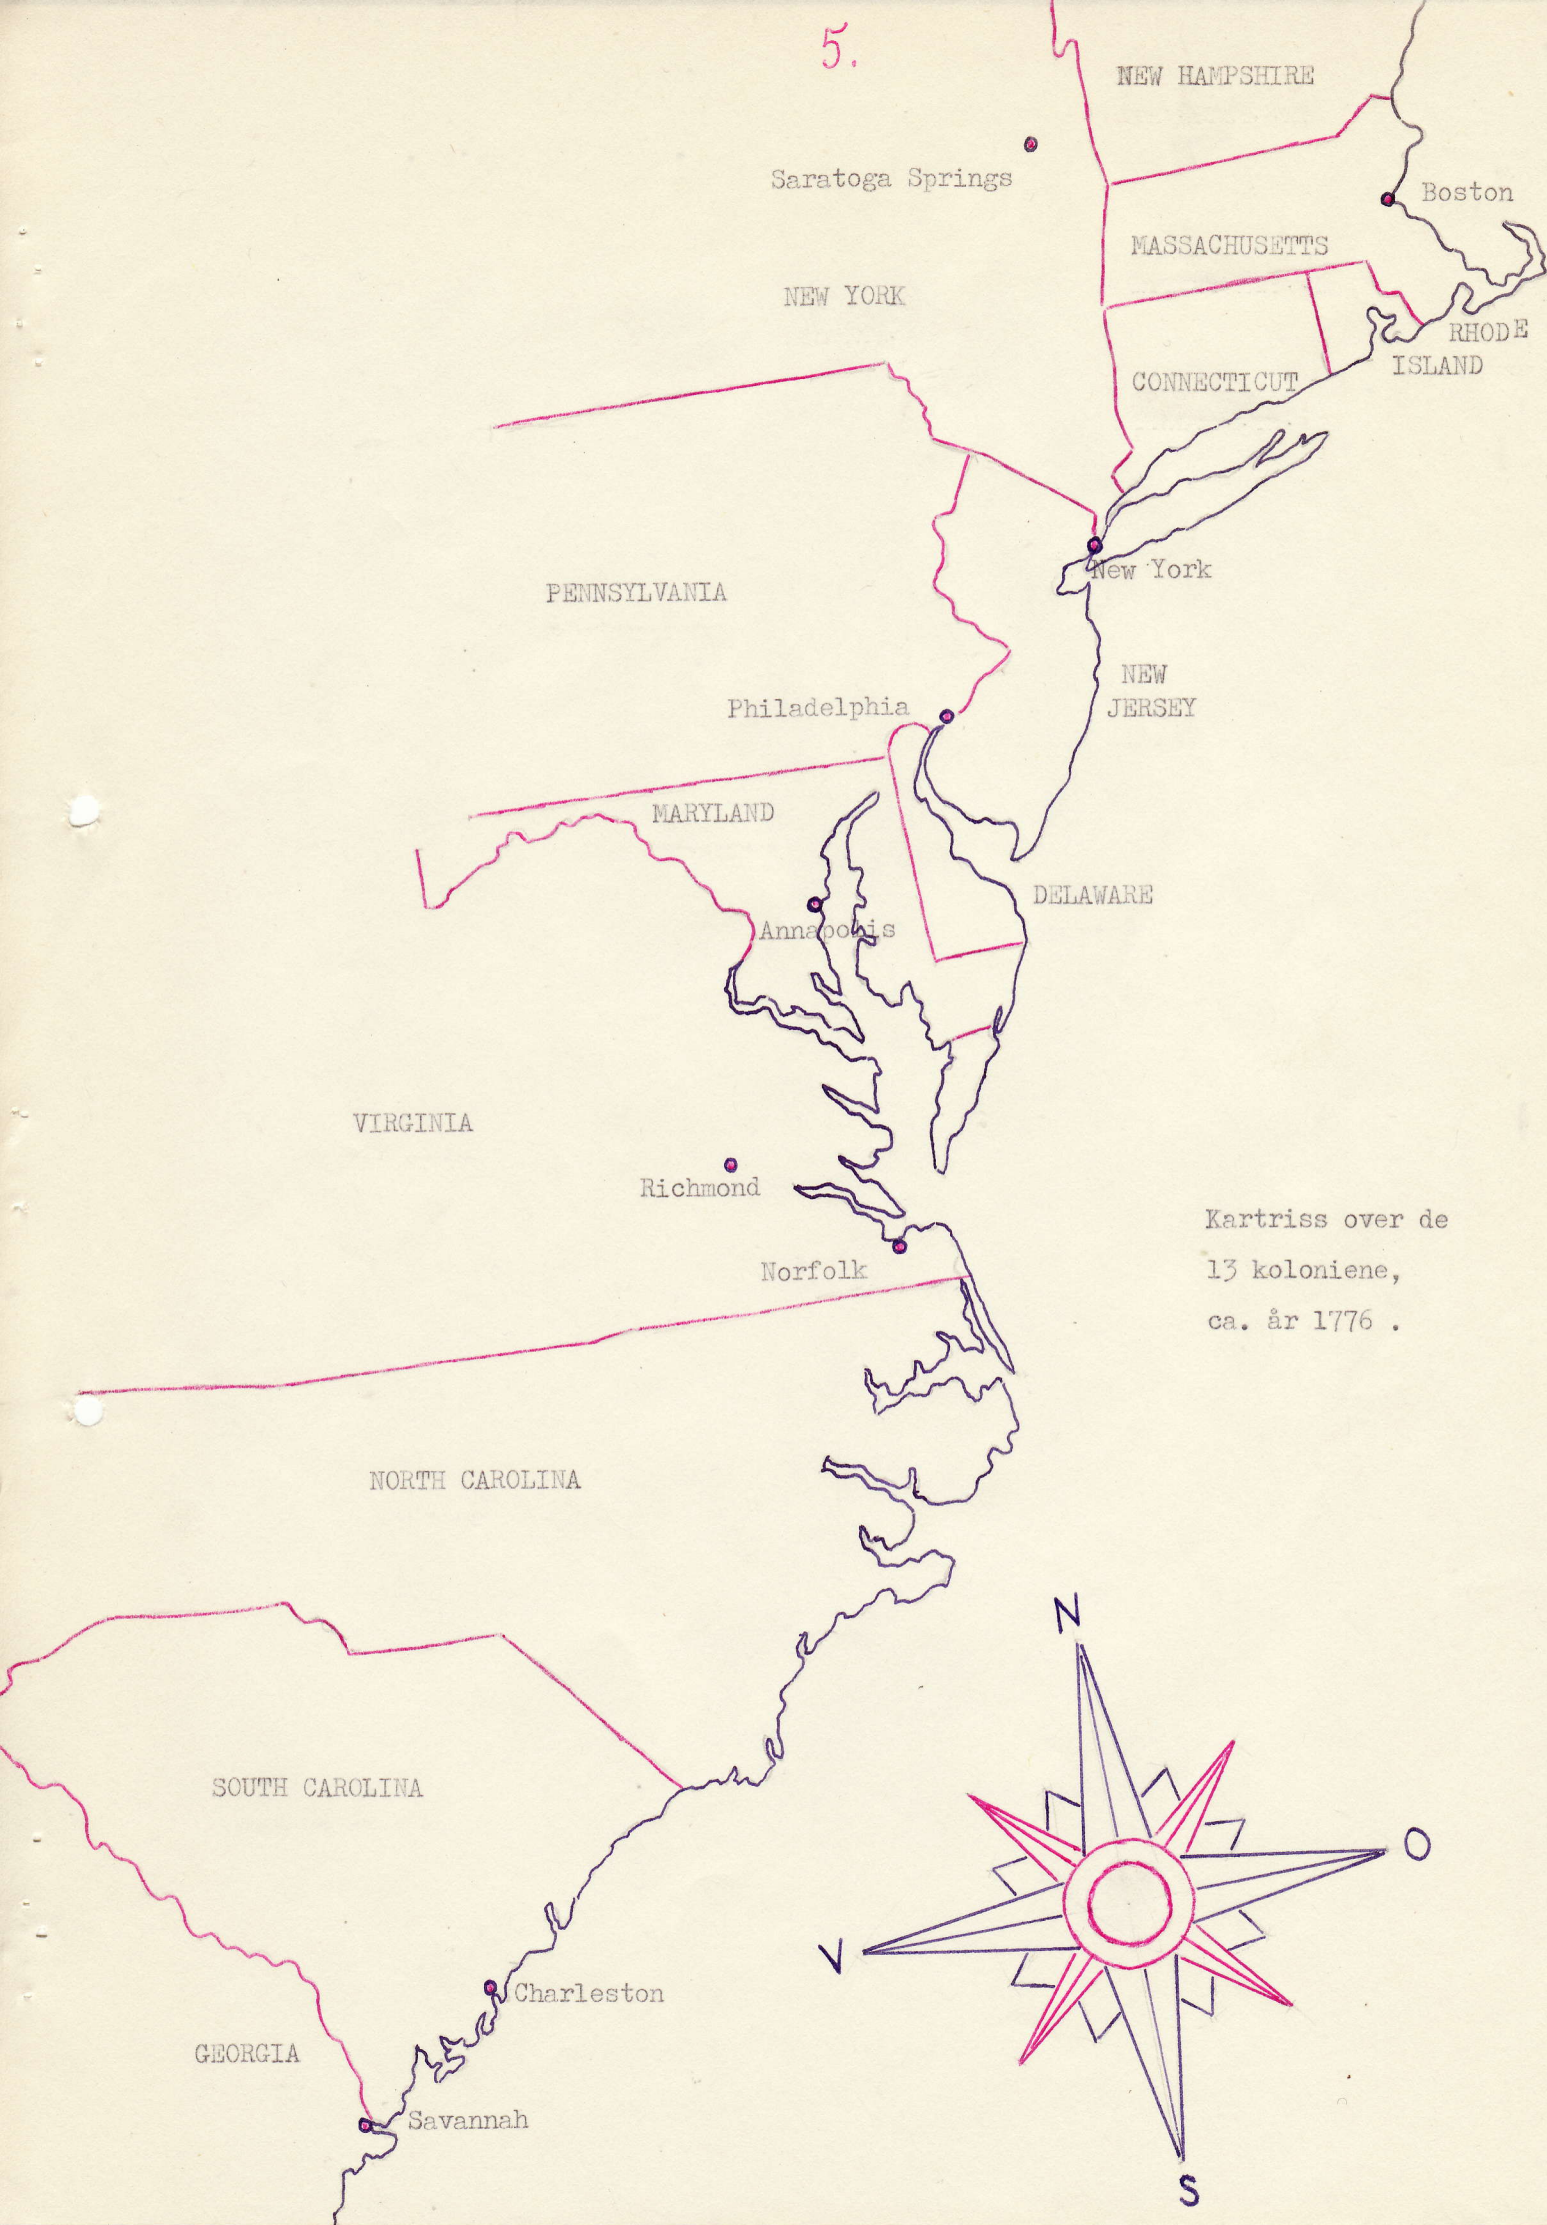 5.
NEW HAMPSHIRE
Saratoga Springs
Boston
MASSACHUSETTS
NEW YORK
RHODE
ISLAND
CONNECTICUT
New York
PENNSYLVANIA
NEW
JERSEY
Philadelphia
MARYLAND
DELAWARE
Annapolis
VIRGINIA
Richmond
Norfolk
Kartriss over de
13 koloniene,
ca. år 1776 .
NORTH CAROLINA
SOUTH CAROLINA
Charleston
GEORGIA
Savannah
N
O
V
S